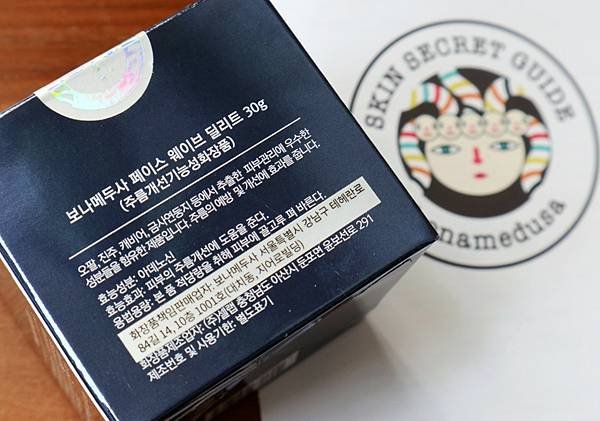 보나메두사 페이스 웨이브 딜리트 30g
(주름개선기능성화장품)
오팔, 진주, 캐비어, 금사연둥지 등에서 추출한 피부관리에 우수한
성분들을 함유한 제품입니다. 주름의 예방 및 개선에 효과를 줍니다.
효능성분: 아데노신
효능효과: 피부의 주름개선에 도움을 준다.
용법용량: 본 품 적당량을 취해 피부에 골고루 펴 바른다.
화장품책임판매업자: 보나메두사 서울특별시 강남구 테헤란로
84길 14, 10층 1001호(대치동, 지어로빌딩)
화장품제조업자: (주)셀랩 충청남도 아산시 둔포면 윤보선로 291
제조번호 및 사용기한: 별도표기
SKIN SECRET GUIDE
namedusa